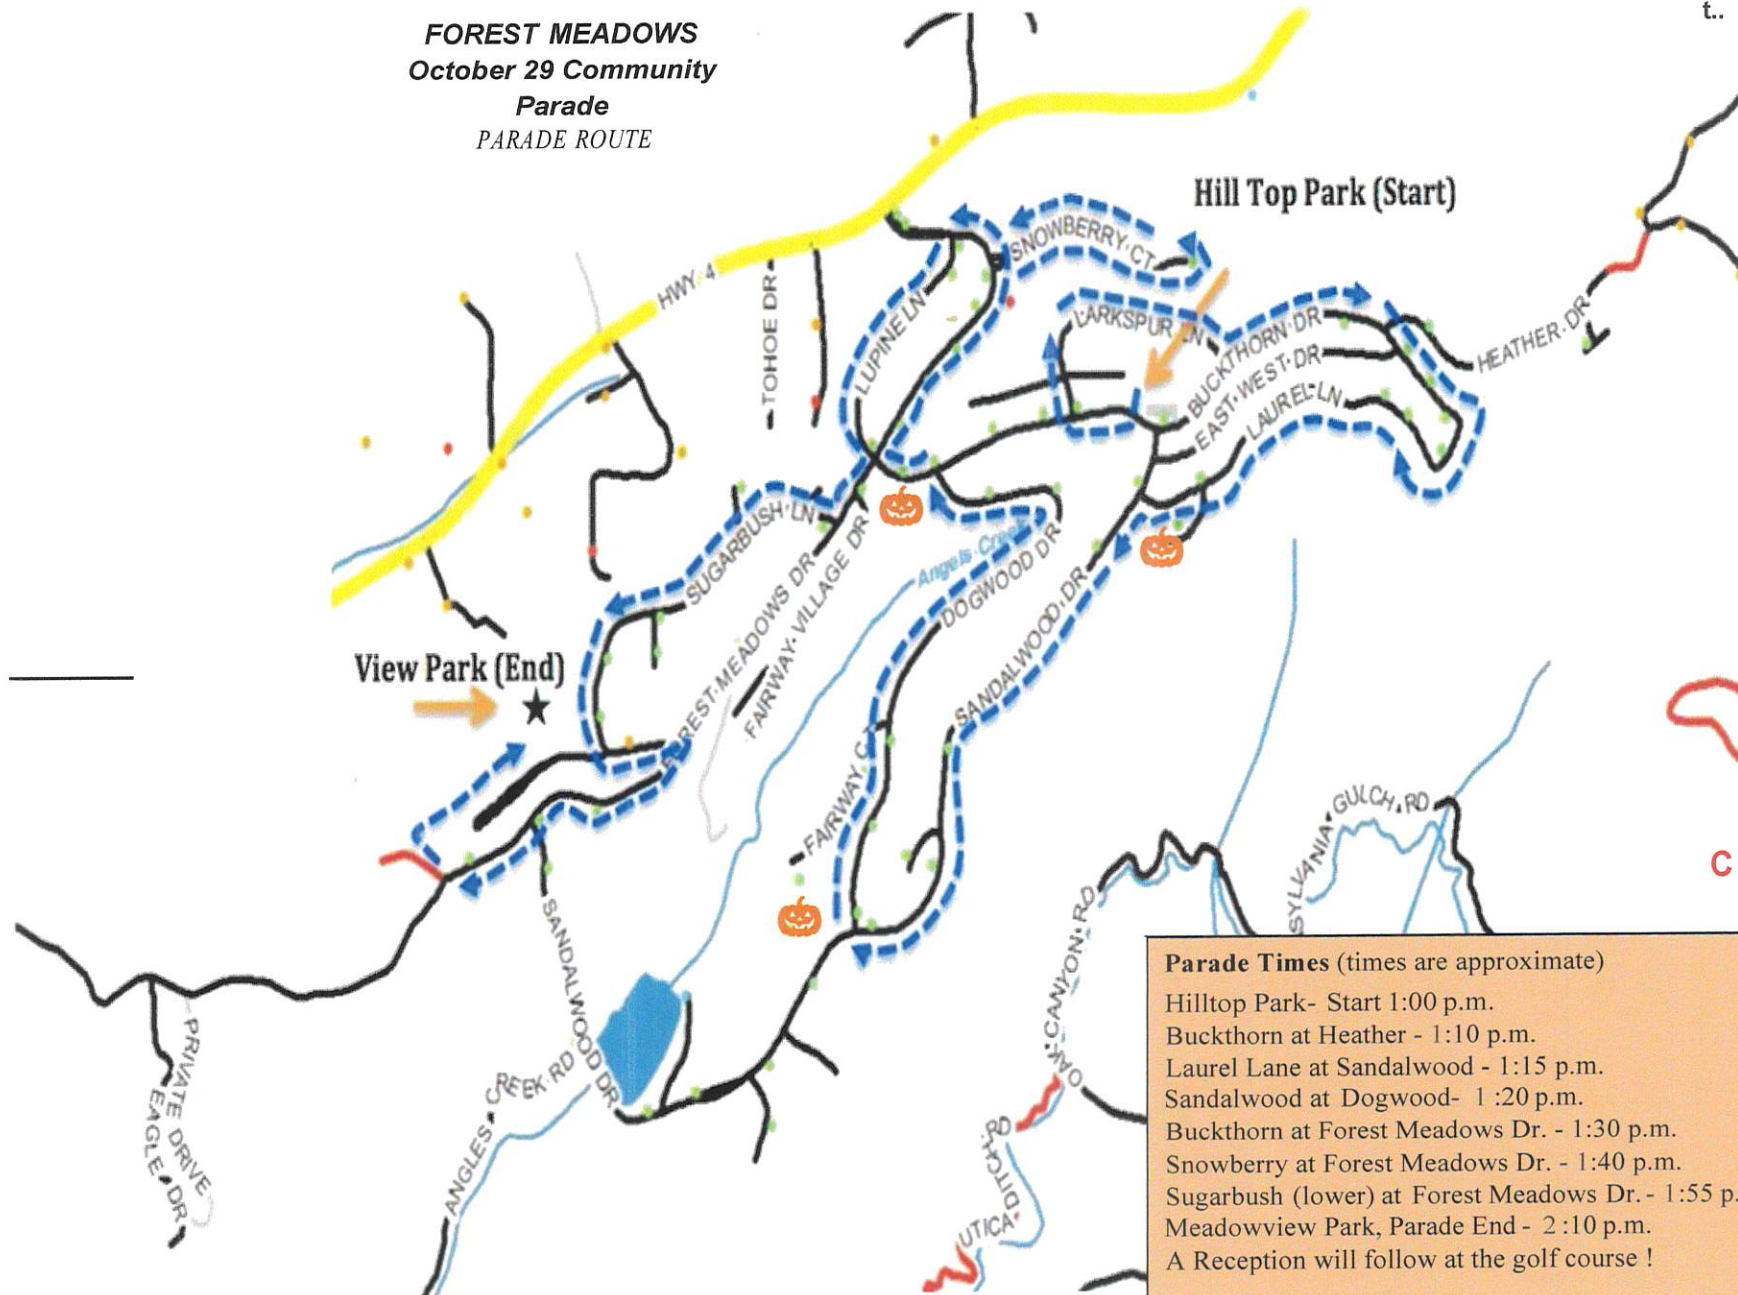 t..
FOREST MEADOWS
October 29 Community
Parade
PARADE ROUTE
Hill Top Park (Start)
SNOWBERRY CT
HWY 4
TOHOE DR
LUPINE LN
LARKSPUR LN
BUCKTHORN DR
EAST WEST DR
LAUREL LN
HEATHER DR
SUGARBUSH LN
FOREST MEADOWS DR
FAIRWAY VILLAGE DR
Angels Creek
DOGWOOD DR
SANDALWOOD DR
View Park (End)
FAIRWAY CT
SYLVANIA GULCH RD
C
SANDALWOOD DR
OAK CANYON RD
PRIVATE DRIVE
EAGLE DR
ANGLES CREEK RD
UTICA DITCH RD
Parade Times (times are approximate)
Hilltop Park- Start 1:00 p.m.
Buckthorn at Heather - 1:10 p.m.
Laurel Lane at Sandalwood - 1:15 p.m.
Sandalwood at Dogwood- 1 :20 p.m.
Buckthorn at Forest Meadows Dr. - 1:30 p.m.
Snowberry at Forest Meadows Dr. - 1:40 p.m.
Sugarbush (lower) at Forest Meadows Dr. - 1:55 p.
Meadowview Park, Parade End - 2 :10 p.m.
A Reception will follow at the golf course !